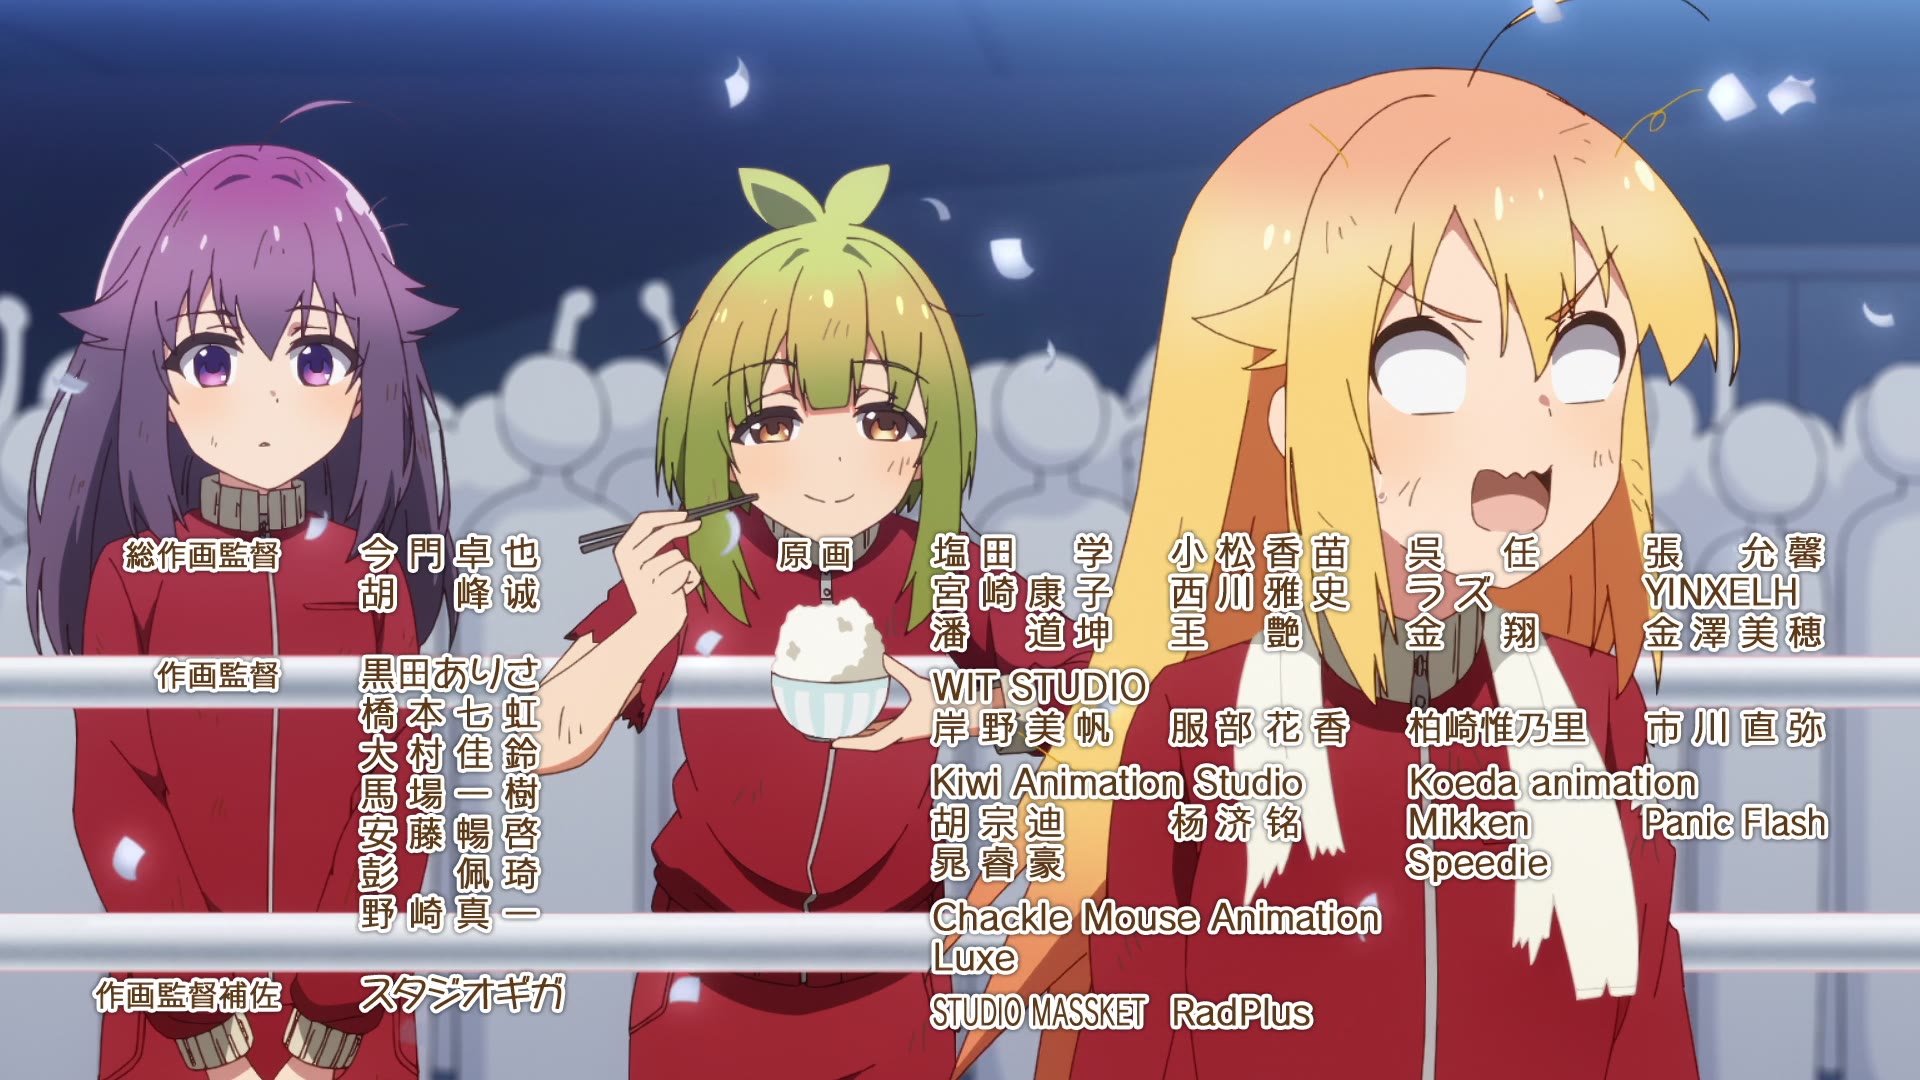 総作画監督 今門卓也
胡峰诚
作画監督 黒田ありさ
橋本七虹
大村佳鈴
馬場一樹
安藤暢啓
彭佩琦
野崎真一
作画監督補佐 スタジオギガ
原画 塩田学 小松香苗 呉任 張允馨
宮崎康子 西川雅史 ラズ YINXELH
潘道坤 王艶 金翔 金澤美穂
WIT STUDIO
岸野美帆 服部花香 柏崎惟乃里 市川直弥
Kiwi Animation Studio Koeda animation
胡宗迪 杨济铭 Mikken Panic Flash
晁睿豪 Speedie
Chackle Mouse Animation
Luxe
STUDIO MASSKET RadPlus